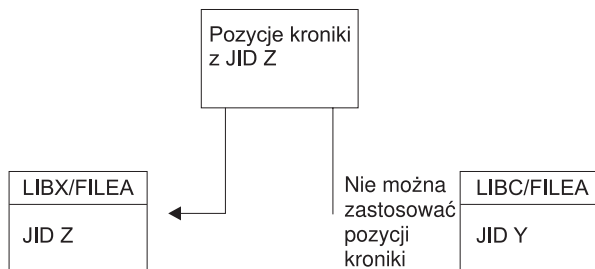 Pozycje kroniki
z JID Z
LIBX/FILEA
JID Z
Nie można
zastosować
pozycji
kroniki
LIBC/FILEA
JID Y